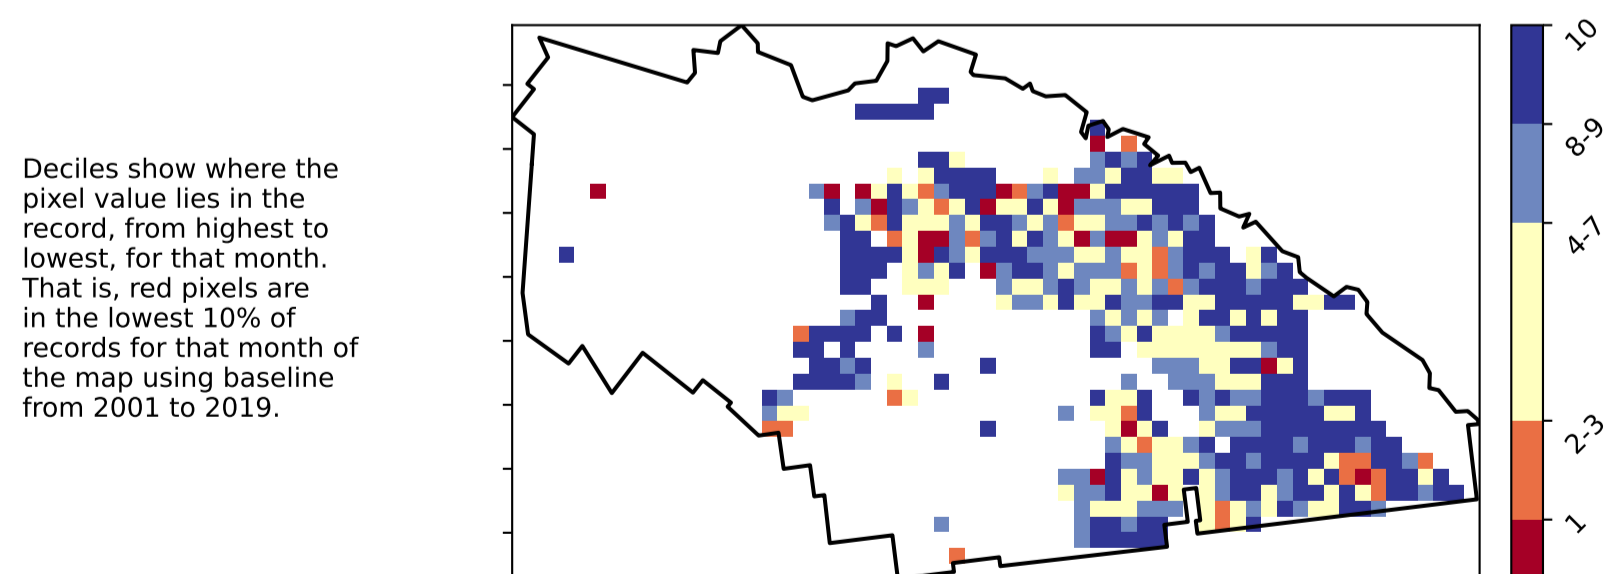 Deciles show where the
pixel value lies in the
record, from highest to
lowest, for that month.
That is, red pixels are
in the lowest 10% of
records for that month of
the map using baseline
from 2001 to 2019.
10
8-9
4-7
2-3
1